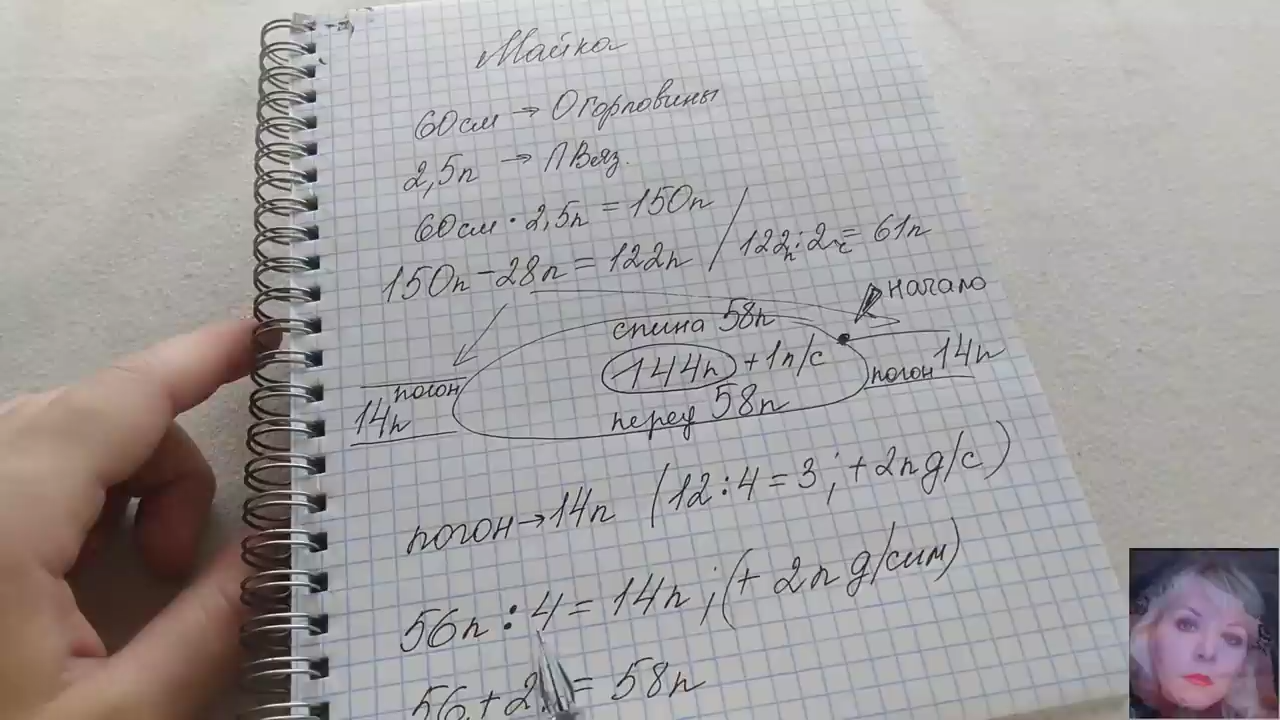 Майка
60см → Огорловины
2,5п → ПВяз.
60см · 2,5п = 150п
150п - 28п = 122п / 122п : 2 = 61п
начало
спина 58п
144п + 1п/с
погон 14п
погон
14п
перед 58п
погон → 14п (12 : 4 = 3 ; + 2п д/с)
56п : 4 = 14п ; (+ 2п д/сим)
56 + 2 = 58п